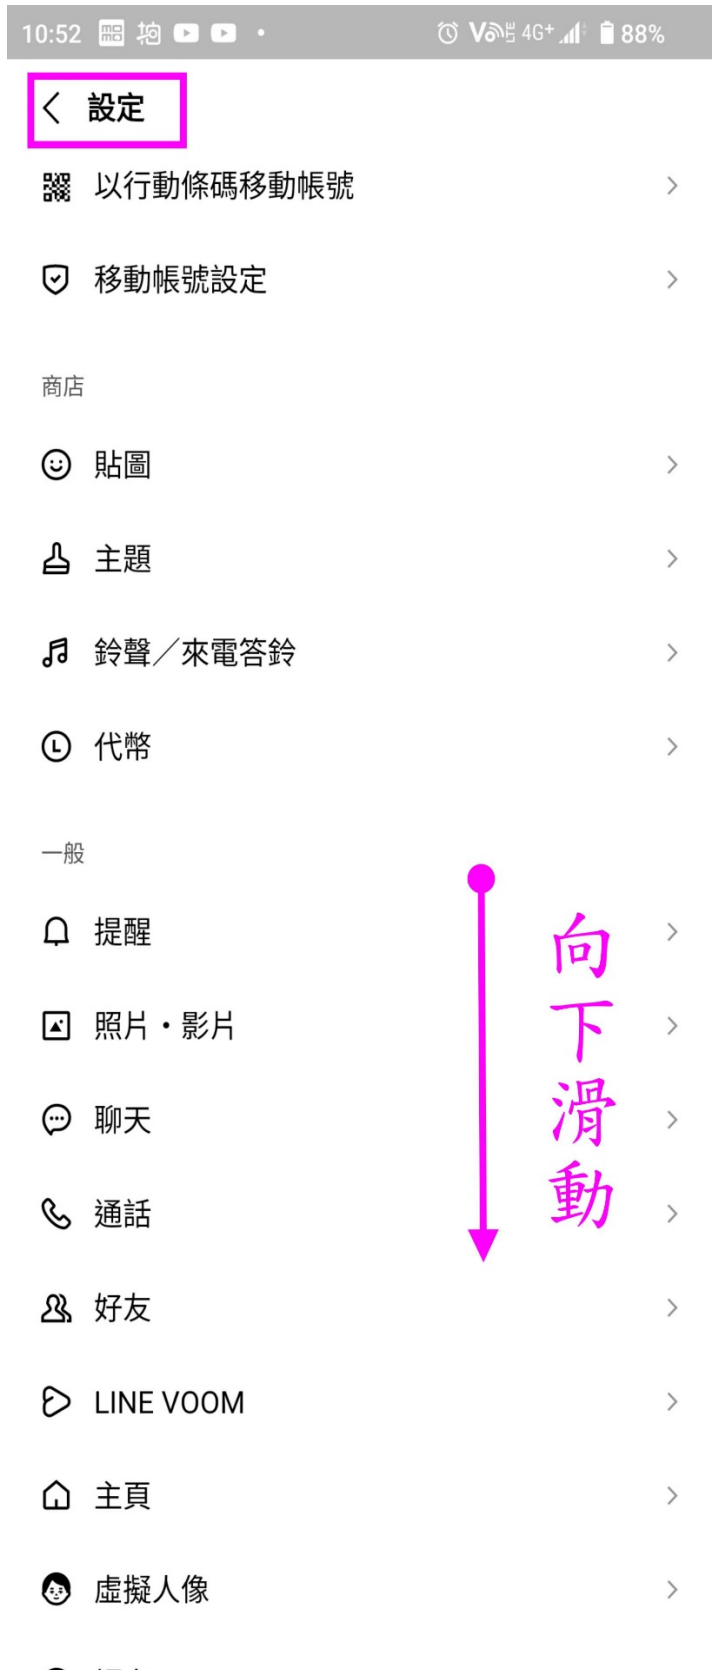 10:52 4G+ 88%
設定
以行動條碼移動帳號
移動帳號設定
商店
貼圖
主題
鈴聲／來電答鈴
代幣
一般
提醒
照片・影片
聊天
通話
好友
LINE VOOM
主頁
虛擬人像
向下滑動